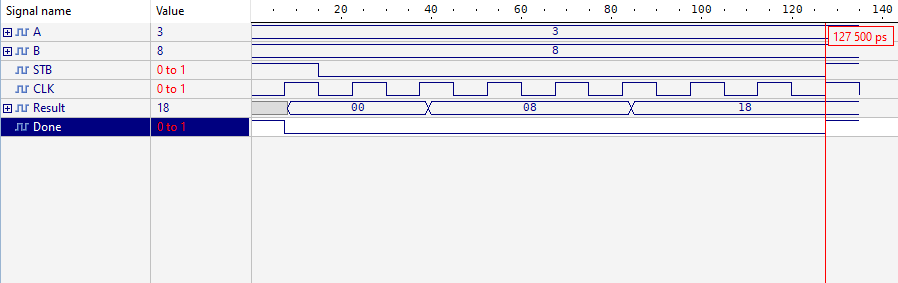 Signal name Value 20 40 60 80 100 120 140
A 3 3 127 500 ps
B 8 8
STB 0 to 1
CLK 0 to 1
Result 18 00 08 18
Done 0 to 1